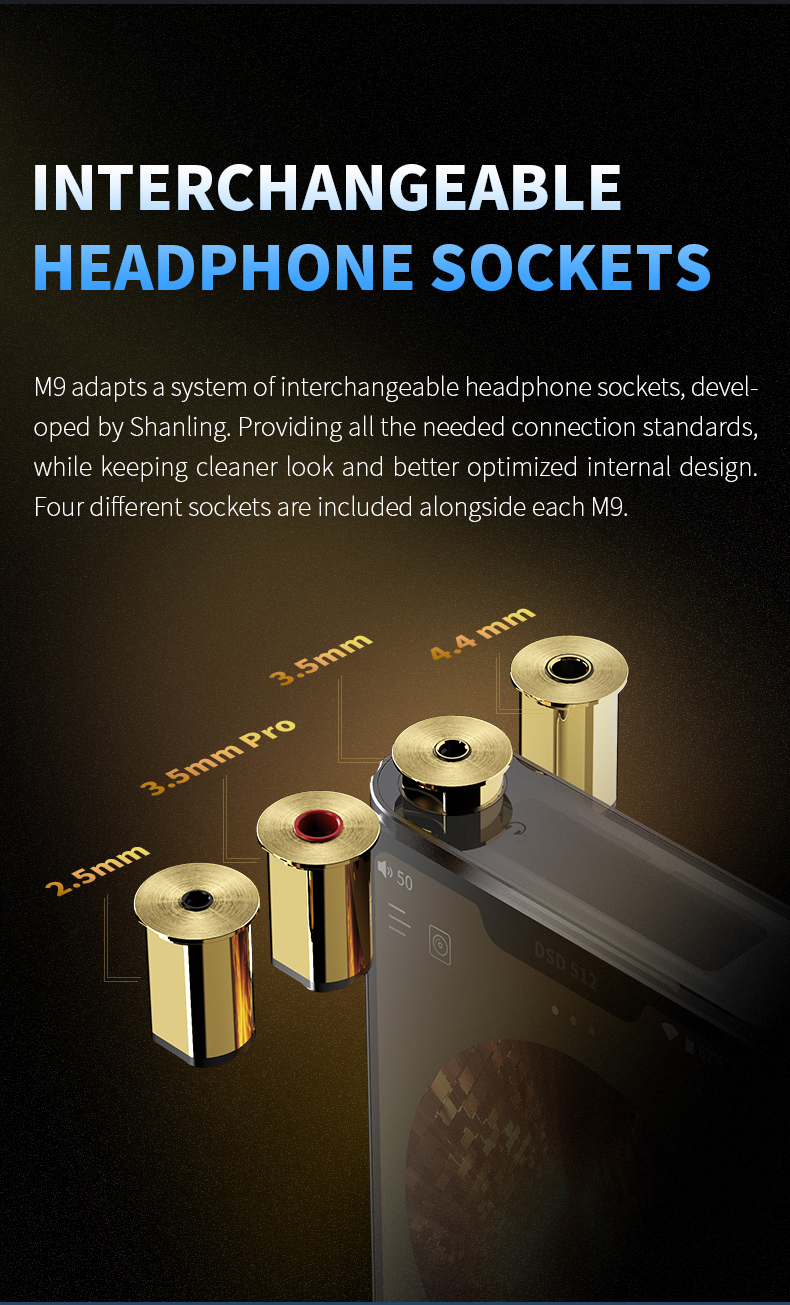 INTERCHANGEABLE
HEADPHONE SOCKETS
M9 adapts a system of interchangeable headphone sockets, devel-
oped by Shanling. Providing all the needed connection standards,
while keeping cleaner look and better optimized internal design.
Four different sockets are included alongside each M9.
4.4 mm
3.5mm
3.5mm Pro
2.5mm
50
DSD 512